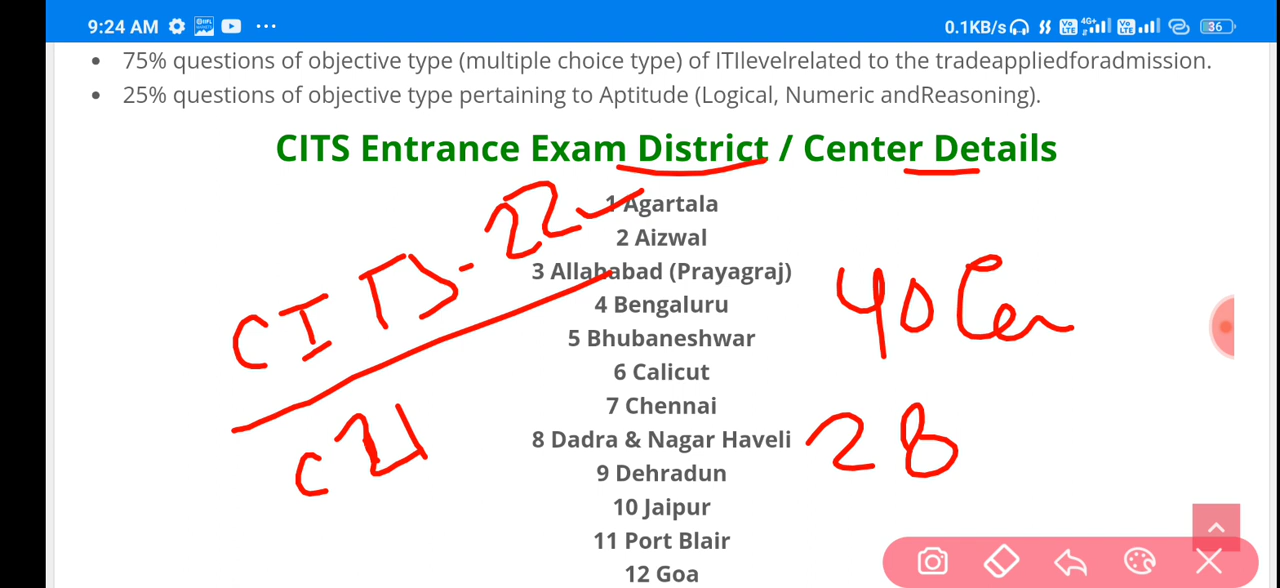 9:24 AM
0.1KB/s 4G+ 36
75% questions of objective type (multiple choice type) of ITIlevelrelated to the tradeappliedforadmission.
25% questions of objective type pertaining to Aptitude (Logical, Numeric andReasoning).
CITS Entrance Exam District / Center Details
1 Agartala
2 Aizwal
3 Allahabad (Prayagraj)
4 Bengaluru
5 Bhubaneshwar
6 Calicut
7 Chennai
8 Dadra & Nagar Haveli
9 Dehradun
10 Jaipur
11 Port Blair
12 Goa
CITS-22
40 Cen
28